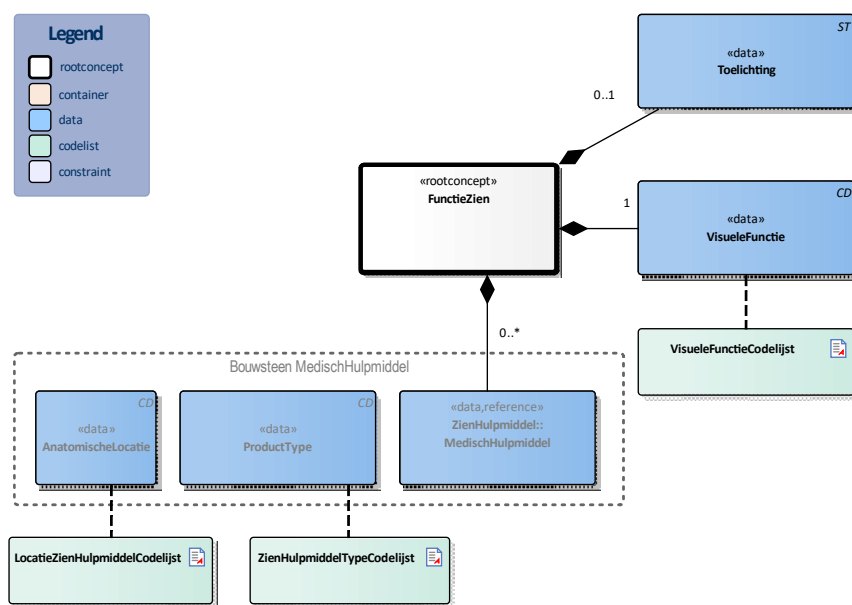 Legend
rootconcept
container
data
codelist
constraint
ST
«data»
Toelichting
0..1
«rootconcept»
FunctieZien
1
CD
«data»
VisueleFunctie
VisueleFunctieCodelijst
0..*
Bouwsteen MedischHulpmiddel
CD
«data»
AnatomischeLocatie
CD
«data»
ProductType
«data,reference»
ZienHulpmiddel::
MedischHulpmiddel
LocatieZienHulpmiddelCodelijst
ZienHulpmiddelTypeCodelijst